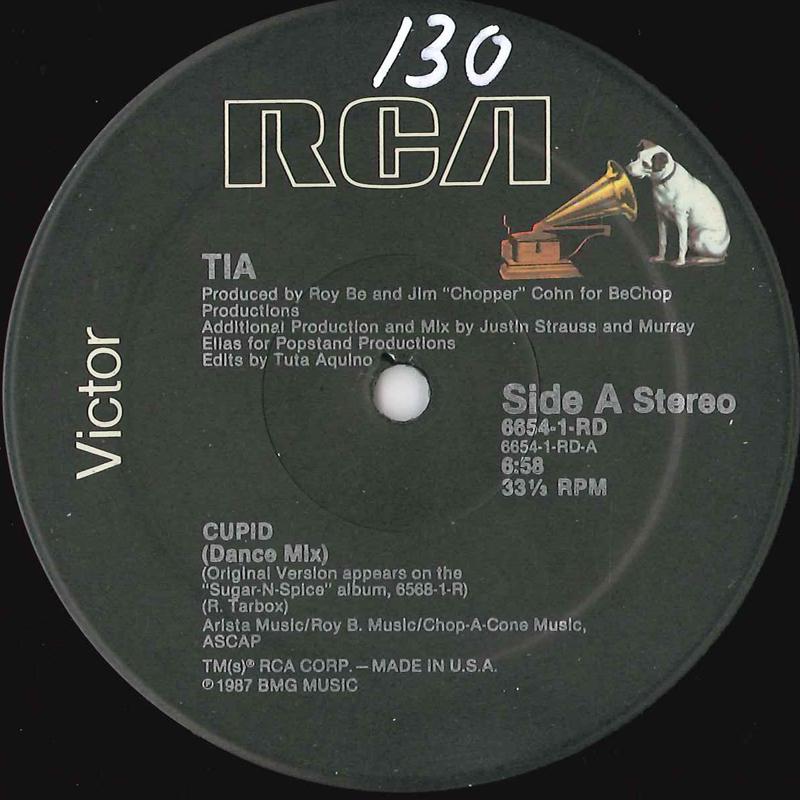 130
RCA
Victor
TIA
Produced by Roy Be and Jim "Chopper" Cohn for BeChop
Productions
Additional Production and Mix by Justin Strauss and Murray
Elias for Popstand Productions
Edits by Tuta Aquino
Side A Stereo
6654-1-RD
6654-1-RD-A
6:58
33⅓ RPM
CUPID
(Dance Mix)
(Original Version appears on the
"Sugar-N-Spice" album, 6568-1-R)
(R. Tarbox)
Arista Music/Roy B. Music/Chop-A-Cone Music,
ASCAP
TM(s)® RCA CORP. — MADE IN U.S.A.
℗ 1987 BMG MUSIC